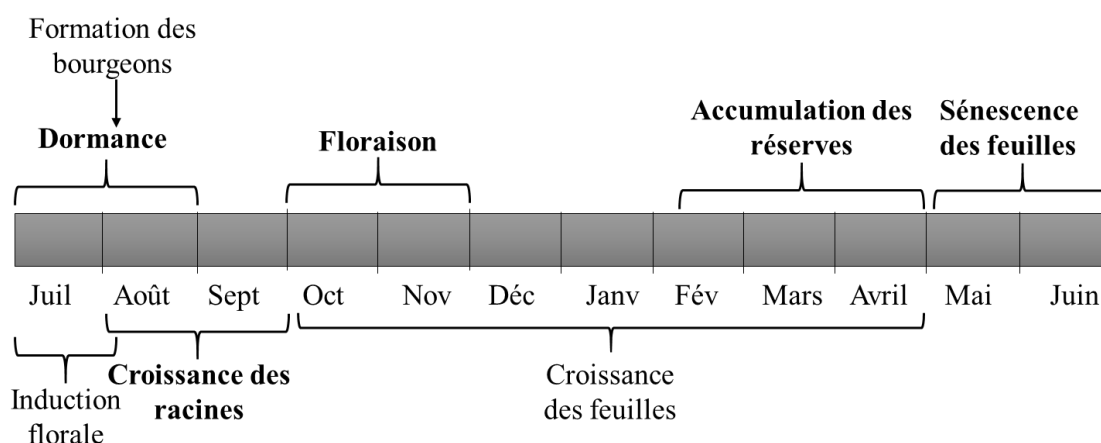 Formation des
bourgeons
Dormance
Floraison
Accumulation des
réserves
Sénescence
des feuilles
Juil
Août
Sept
Oct
Nov
Déc
Janv
Fév
Mars
Avril
Mai
Juin
Induction
florale
Croissance des
racines
Croissance
des feuilles